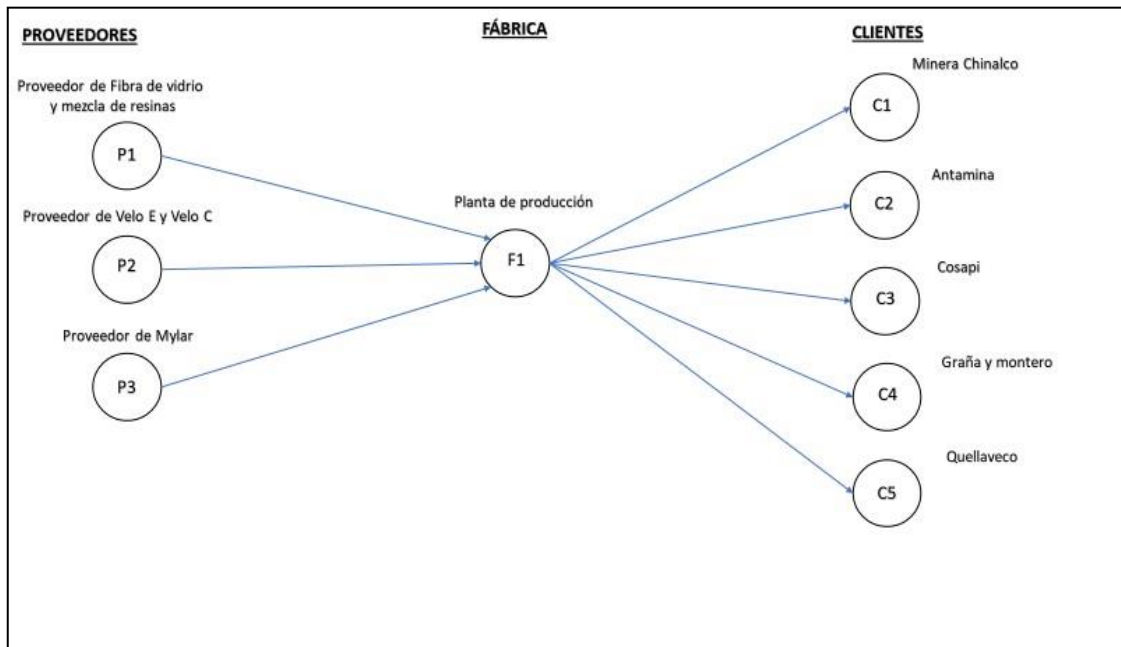 PROVEEDORES
Proveedor de Fibra de vidrio
y mezcla de resinas
P1
Proveedor de Velo E y Velo C
P2
Proveedor de Mylar
P3
FÁBRICA
Planta de producción
F1
CLIENTES
Minera Chinalco
C1
Antamina
C2
Cosapi
C3
Graña y montero
C4
Quellaveco
C5